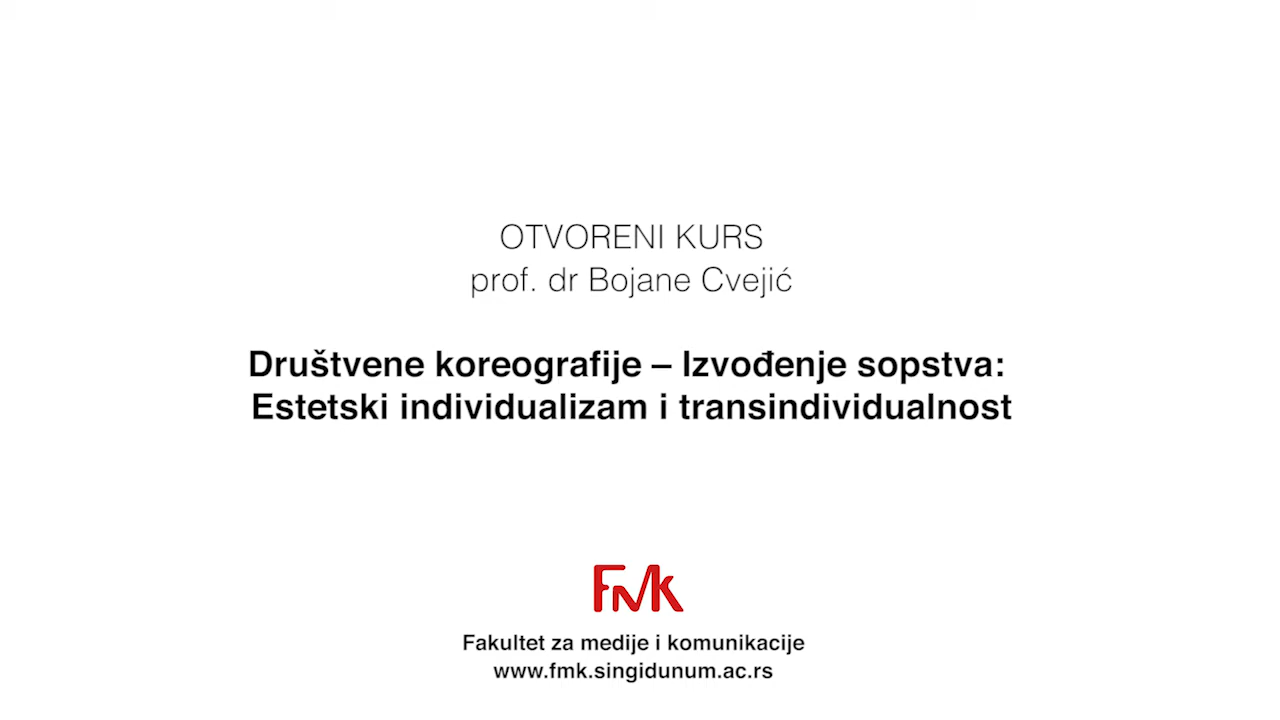 OTVORENI KURS
prof. dr Bojane Cvejić
Društvene koreografije – Izvođenje sopstva:
Estetski individualizam i transindividualnost
FMK
Fakultet za medije i komunikacije
www.fmk.singidunum.ac.rs